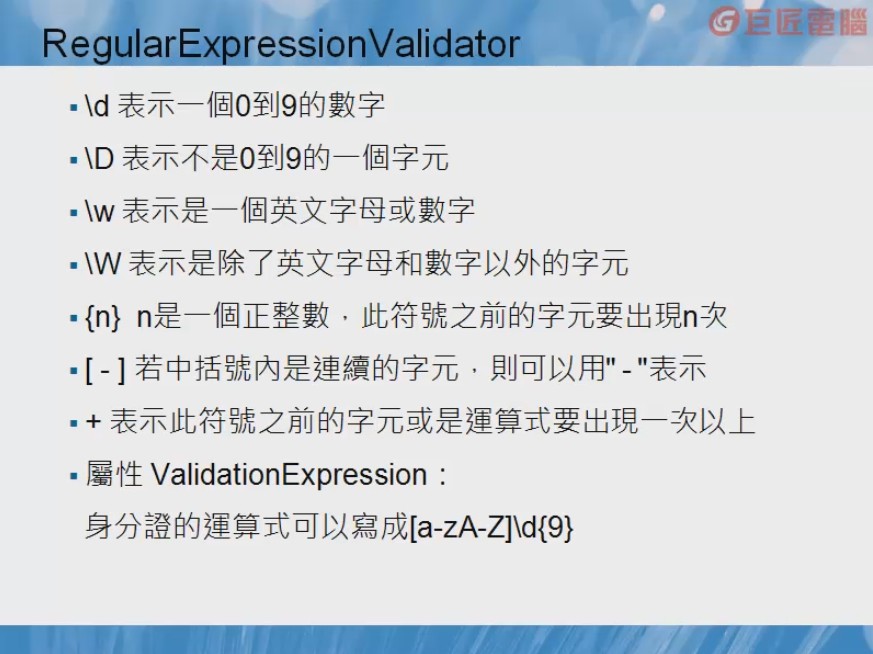 巨匠電腦
RegularExpressionValidator
▪ \d 表示一個0到9的數字
▪ \D 表示不是0到9的一個字元
▪ \w 表示是一個英文字母或數字
▪ \W 表示是除了英文字母和數字以外的字元
▪ {n}  n是一個正整數，此符號之前的字元要出現n次
▪ [ - ] 若中括號內是連續的字元，則可以用" - "表示
▪ + 表示此符號之前的字元或是運算式要出現一次以上
▪ 屬性 ValidationExpression：
身分證的運算式可以寫成[a-zA-Z]\d{9}